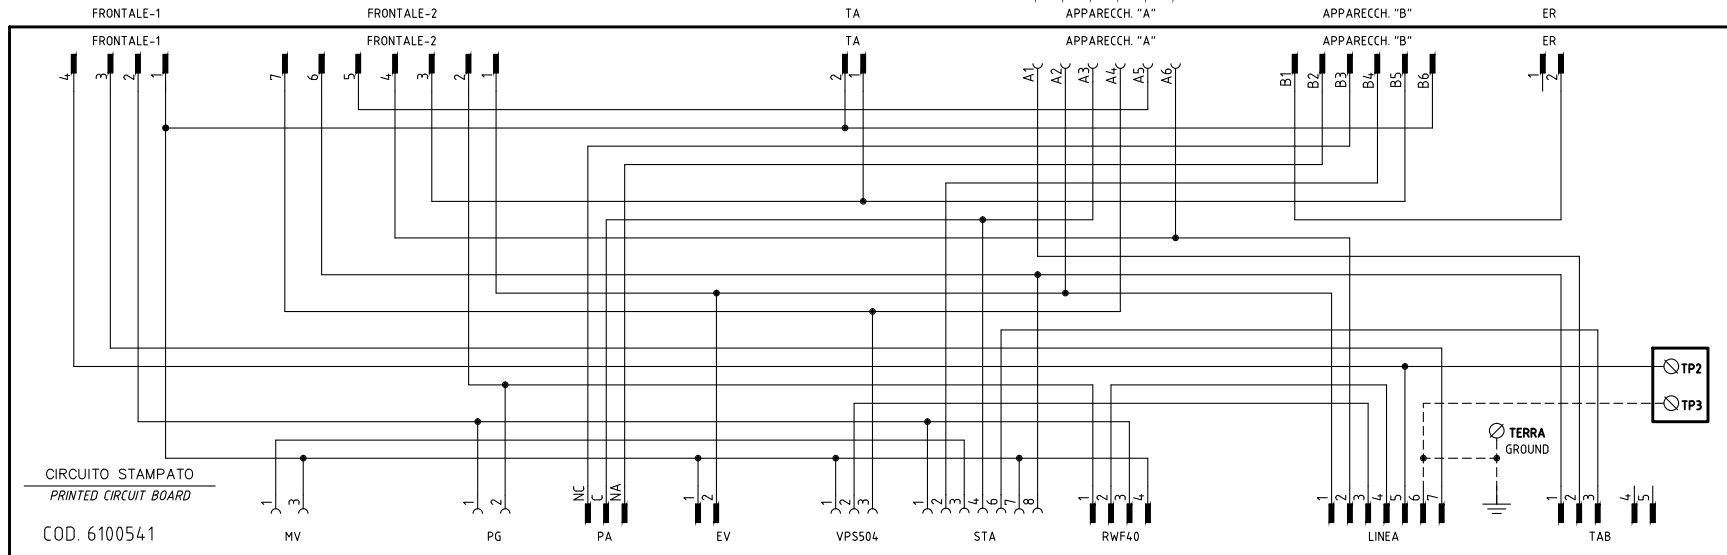 FRONTALE-1 FRONTALE-2 TA APPARECCH. "A" APPARECCH. "B" ER
FRONTALE-1 FRONTALE-2 TA APPARECCH. "A" APPARECCH. "B" ER
4 3 2 1 7 6 5 4 3 2 1 2 1 A1 A2 A3 A4 A5 A6 B1 B2 B3 B4 B5 B6 1 2
TP2
TP3
TERRA
GROUND
CIRCUITO STAMPATO
PRINTED CIRCUIT BOARD
1 3 1 2 NC C NA 1 2 1 2 3 1 2 3 4 6 7 8 1 2 3 4 1 2 3 4 5 6 7 1 2 3 4 5
COD. 6100541 MV PG PA EV VPS504 STA RWF40 LINEA TAB